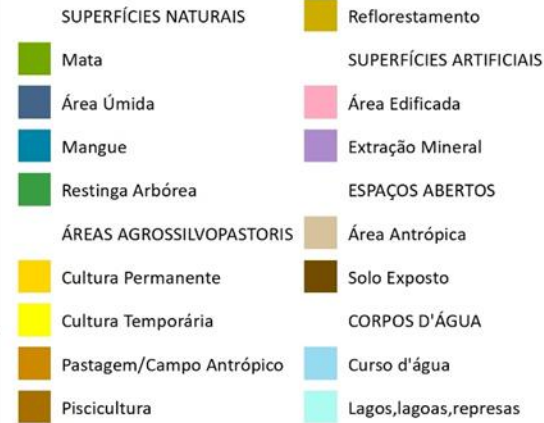 SUPERFÍCIES NATURAIS
Mata
Área Úmida
Mangue
Restinga Arbórea
ÁREAS AGROSSILVOPASTORIS
Cultura Permanente
Cultura Temporária
Pastagem/Campo Antrópico
Piscicultura
Reflorestamento
SUPERFÍCIES ARTIFICIAIS
Área Edificada
Extração Mineral
ESPAÇOS ABERTOS
Área Antrópica
Solo Exposto
CORPOS D'ÁGUA
Curso d'água
Lagos,lagoas,represas